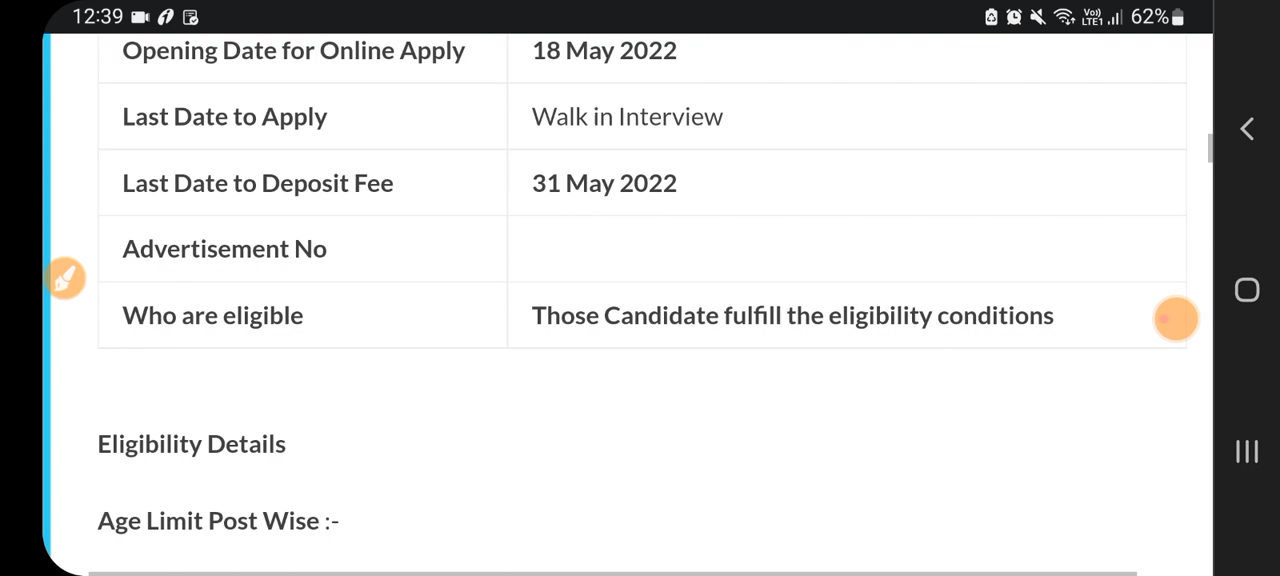 12:39
Vo))
LTE1
62%
Opening Date for Online Apply 18 May 2022
Last Date to Apply Walk in Interview
Last Date to Deposit Fee 31 May 2022
Advertisement No
Who are eligible Those Candidate fulfill the eligibility conditions
Eligibility Details
Age Limit Post Wise :-